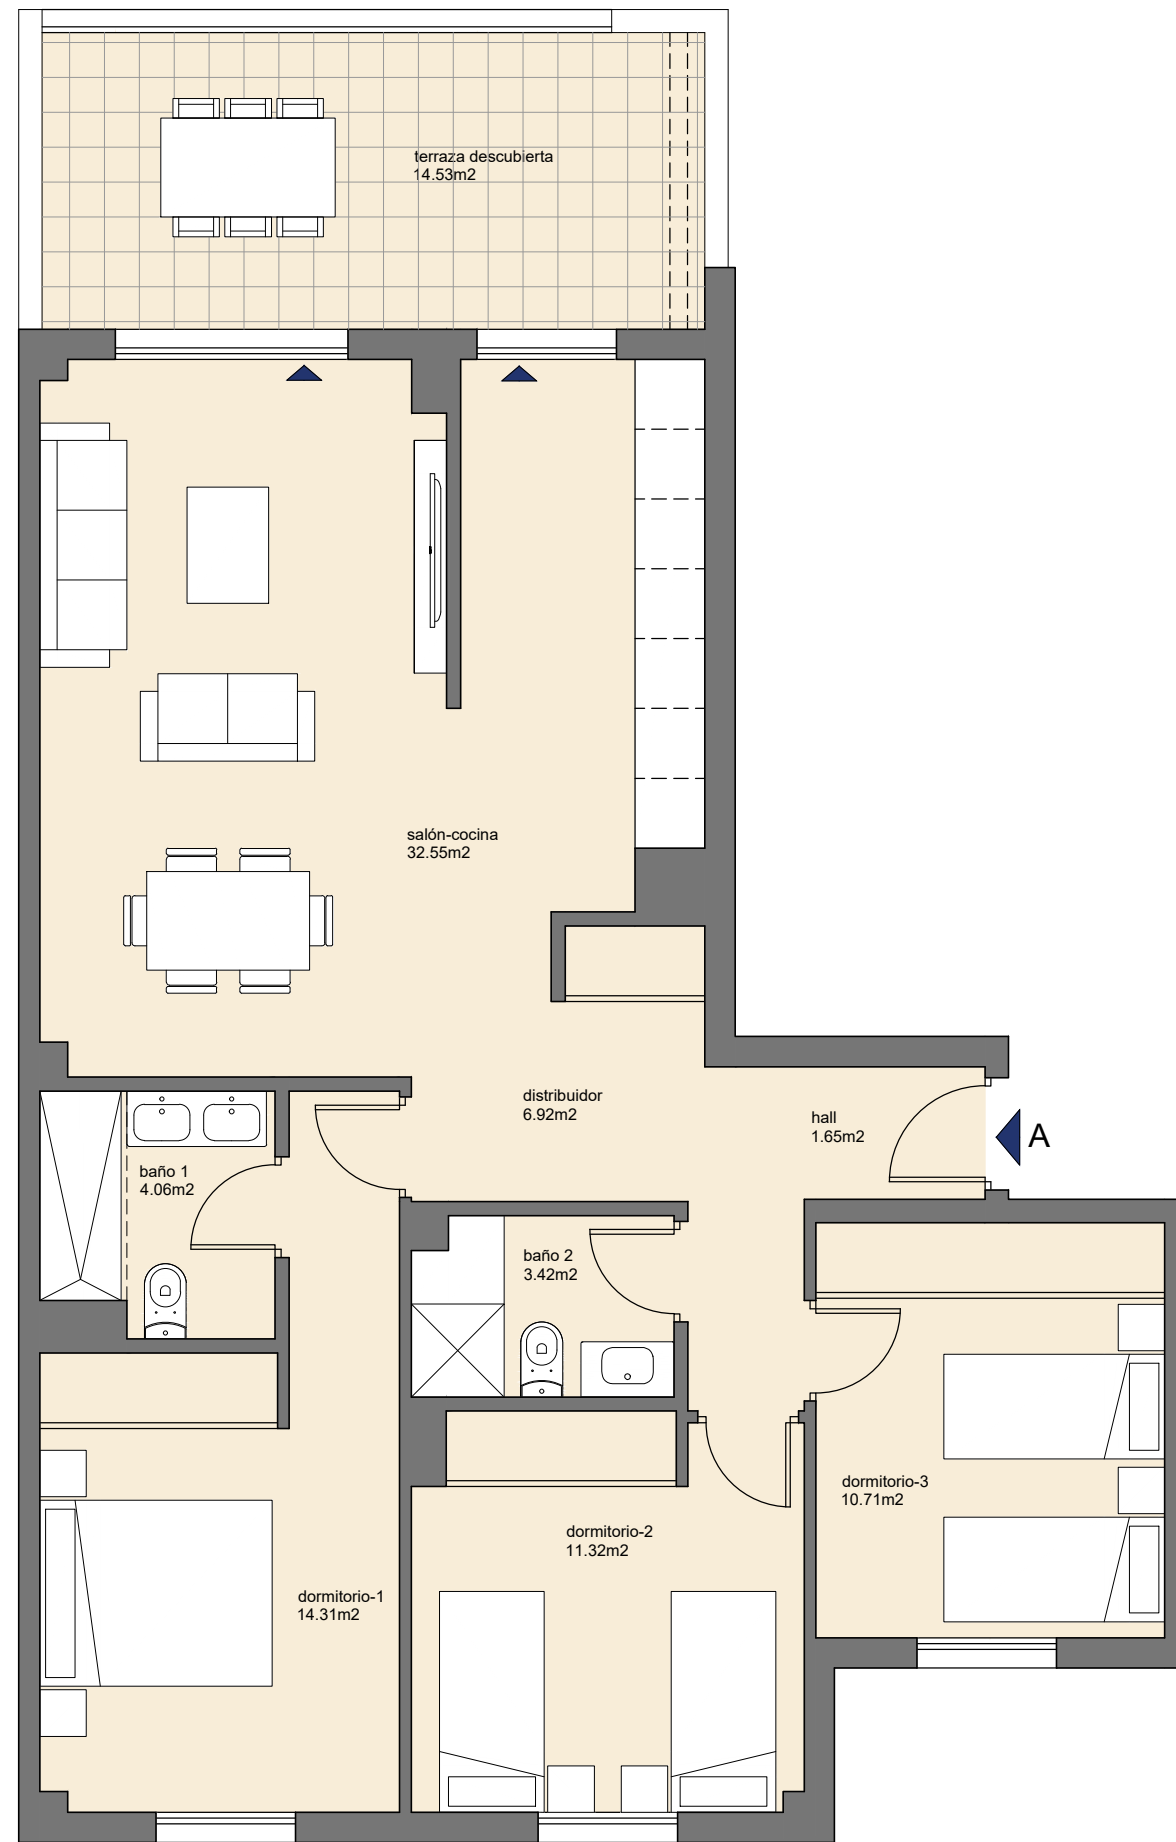 terraza descubierta
14.53m2
salón-cocina
32.55m2
distribuidor
6.92m2
hall
1.65m2
A
baño 1
4.06m2
baño 2
3.42m2
dormitorio-3
10.71m2
dormitorio-2
11.32m2
dormitorio-1
14.31m2